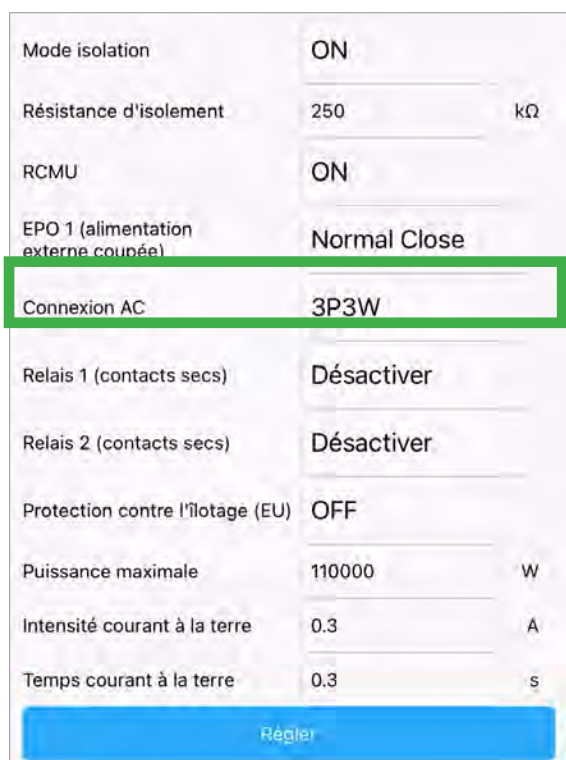 Mode isolation ON
Résistance d'isolement 250 kΩ
RCMU ON
EPO 1 (alimentation
externe coupée) Normal Close
Connexion AC 3P3W
Relais 1 (contacts secs) Désactiver
Relais 2 (contacts secs) Désactiver
Protection contre l'îlotage (EU) OFF
Puissance maximale 110000 W
Intensité courant à la terre 0.3 A
Temps courant à la terre 0.3 s
Régler